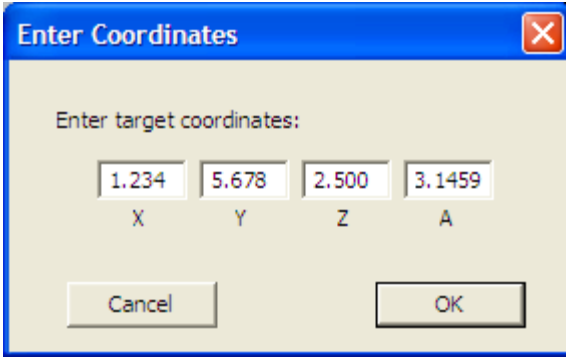 Enter Coordinates
Enter target coordinates:
1.234 5.678 2.500 3.1459
X Y Z A
Cancel OK